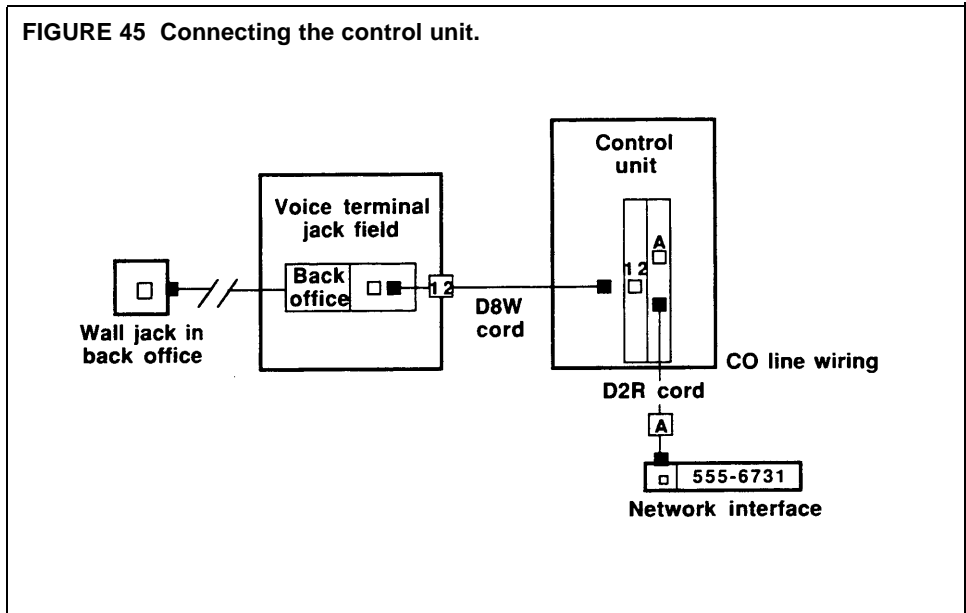 FIGURE 45 Connecting the control unit.
Control
unit
Voice terminal
jack field
A
Back
office
1 2
1 2
D8W
cord
Wall jack in
back office
CO line wiring
D2R cord
A
555-6731
Network interface